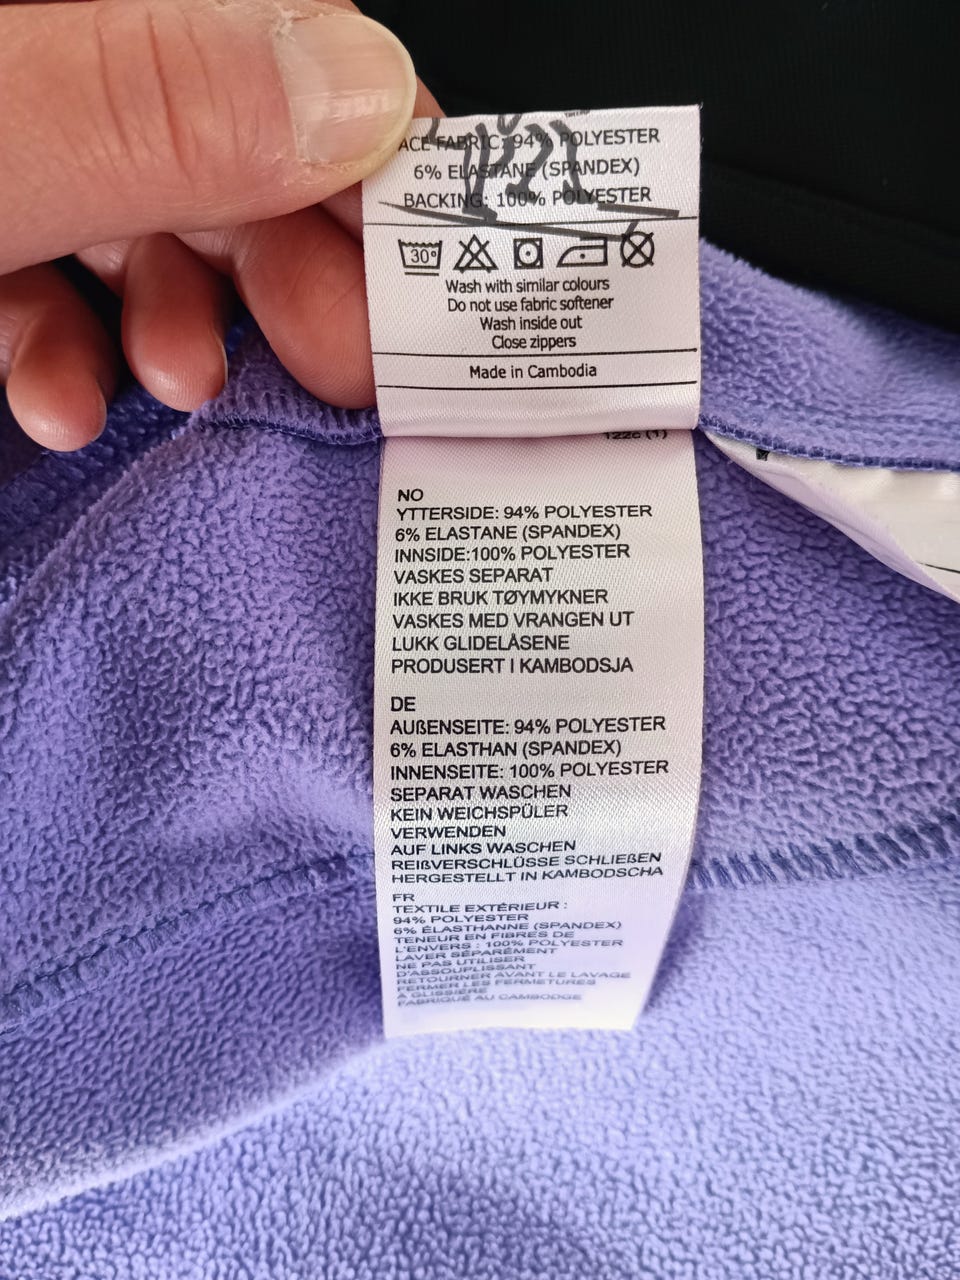 ACE FABRIC: 94% POLYESTER
6% ELASTANE (SPANDEX)
BACKING: 100% POLYESTER
30°
Wash with similar colours
Do not use fabric softener
Wash inside out
Close zippers
Made in Cambodia
122c (1)
NO
YTTERSIDE: 94% POLYESTER
6% ELASTANE (SPANDEX)
INNSIDE:100% POLYESTER
VASKES SEPARAT
IKKE BRUK TØYMYKNER
VASKES MED VRANGEN UT
LUKK GLIDELÅSENE
PRODUSERT I KAMBODSJA
DE
AUßENSEITE: 94% POLYESTER
6% ELASTHAN (SPANDEX)
INNENSEITE: 100% POLYESTER
SEPARAT WASCHEN
KEIN WEICHSPÜLER
VERWENDEN
AUF LINKS WASCHEN
REIßVERSCHLÜSSE SCHLIEßEN
HERGESTELLT IN KAMBODSCHA
FR
TEXTILE EXTÉRIEUR :
94% POLYESTER
6% ÉLASTHANNE (SPANDEX)
TENEUR EN FIBRES DE
L'ENVERS : 100% POLYESTER
LAVER SÉPARÉMENT
NE PAS UTILISER
D'ASSOUPLISSANT
RETOURNER AVANT LE LAVAGE
FERMER LES FERMETURES
À GLISSIÈRE
FABRIQUÉ AU CAMBODGE